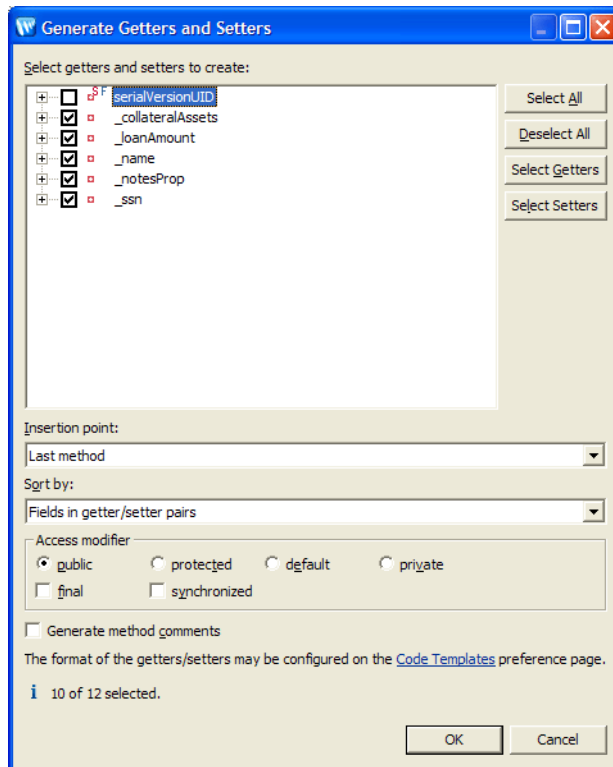 Generate Getters and Setters
Select getters and setters to create:
S F serialVersionUID
_collateralAssets
_loanAmount
_name
_notesProp
_ssn
Select All
Deselect All
Select Getters
Select Setters
Insertion point:
Last method
Sort by:
Fields in getter/setter pairs
Access modifier
public protected default private
final synchronized
Generate method comments
The format of the getters/setters may be configured on the Code Templates preference page.
i 10 of 12 selected.
OK Cancel